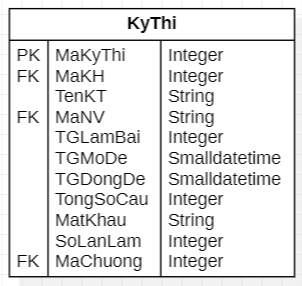 KyThi
PK MaKyThi Integer
FK MaKH Integer
TenKT String
FK MaNV String
TGLamBai Integer
TGMoDe Smalldatetime
TGDongDe Smalldatetime
TongSoCau Integer
MatKhau String
SoLanLam Integer
FK MaChuong Integer